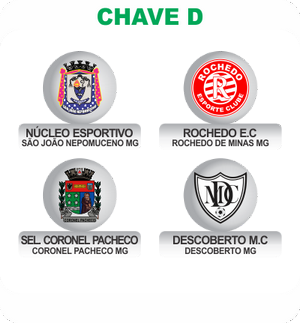 CHAVE D
NÚCLEO ESPORTIVO
SÃO JOÃO NEPOMUCENO MG
ROCHEDO
ESPORTE CLUBE
ROCHEDO E.C
ROCHEDO DE MINAS MG
SEL. CORONEL PACHECO
CORONEL PACHECO MG
DESCOBERTO M.C
DESCOBERTO MG